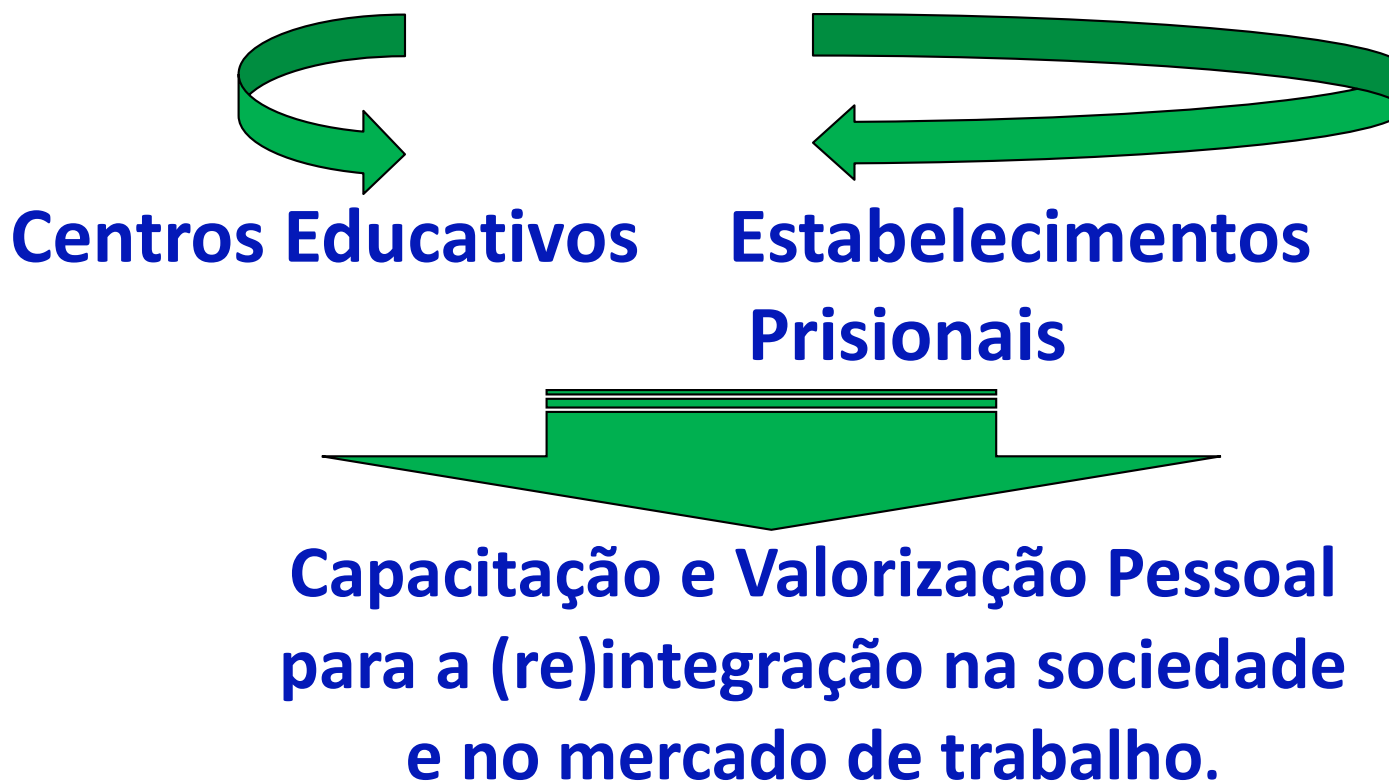 Centros Educativos
Estabelecimentos
Prisionais
Capacitação e Valorização Pessoal
para a (re)integração na sociedade
e no mercado de trabalho.